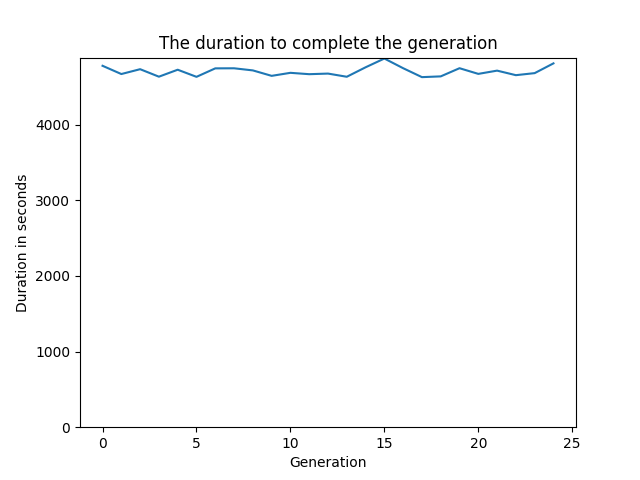 The duration to complete the generation
4000
3000
2000
1000
0
Duration in seconds
0 5 10 15 20 25
Generation